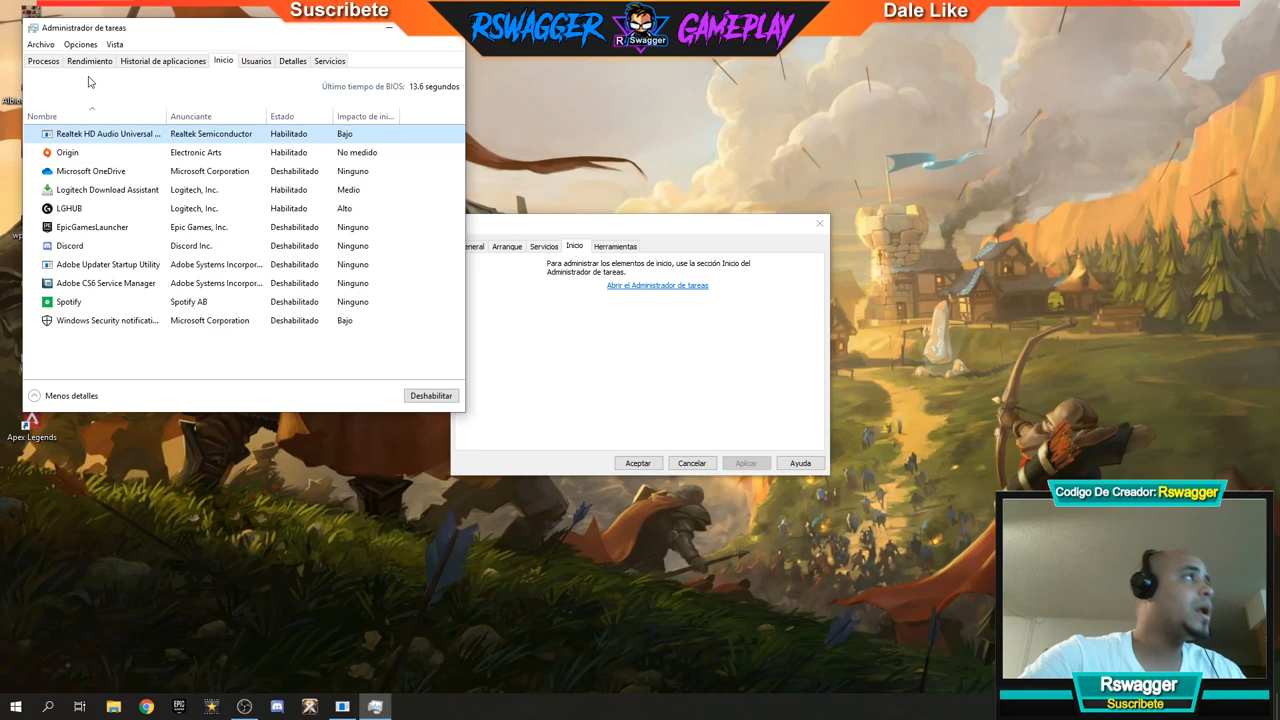 Suscribete
RSWAGGER
R/Swagger
GAMEPLAY
Dale Like
Administrador de tareas
Archivo Opciones Vista
Procesos Rendimiento Historial de aplicaciones Inicio Usuarios Detalles Servicios
Último tiempo de BIOS: 13.6 segundos
Nombre Anunciante Estado Impacto de ini...
Realtek HD Audio Universal ... Realtek Semiconductor Habilitado Bajo
Origin Electronic Arts Habilitado No medido
Microsoft OneDrive Microsoft Corporation Deshabilitado Ninguno
Logitech Download Assistant Logitech, Inc. Habilitado Medio
LGHUB Logitech, Inc. Habilitado Alto
EpicGamesLauncher Epic Games, Inc. Deshabilitado Ninguno
Discord Discord Inc. Deshabilitado Ninguno
Adobe Updater Startup Utility Adobe Systems Incorpor... Deshabilitado Ninguno
Adobe CS6 Service Manager Adobe Systems Incorpor... Deshabilitado Ninguno
Spotify Spotify AB Deshabilitado Ninguno
Windows Security notificati... Microsoft Corporation Deshabilitado Bajo
Menos detalles Deshabilitar
Arranque Servicios Inicio Herramientas
Para administrar los elementos de inicio, use la sección Inicio del
Administrador de tareas.
Abrir el Administrador de tareas
Aceptar Cancelar Aplicar Ayuda
Apex Legends
Codigo De Creador: Rswagger
Rswagger
Suscribete
EPIC